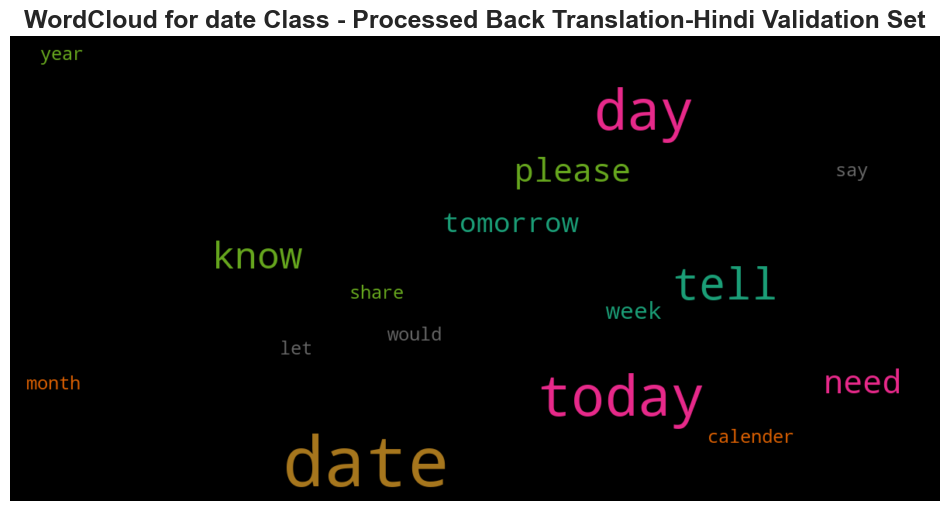 WordCloud for date Class - Processed Back Translation-Hindi Validation Set
year
day
please
say
tomorrow
know
tell
share
week
would
let
month
today
need
calender
date